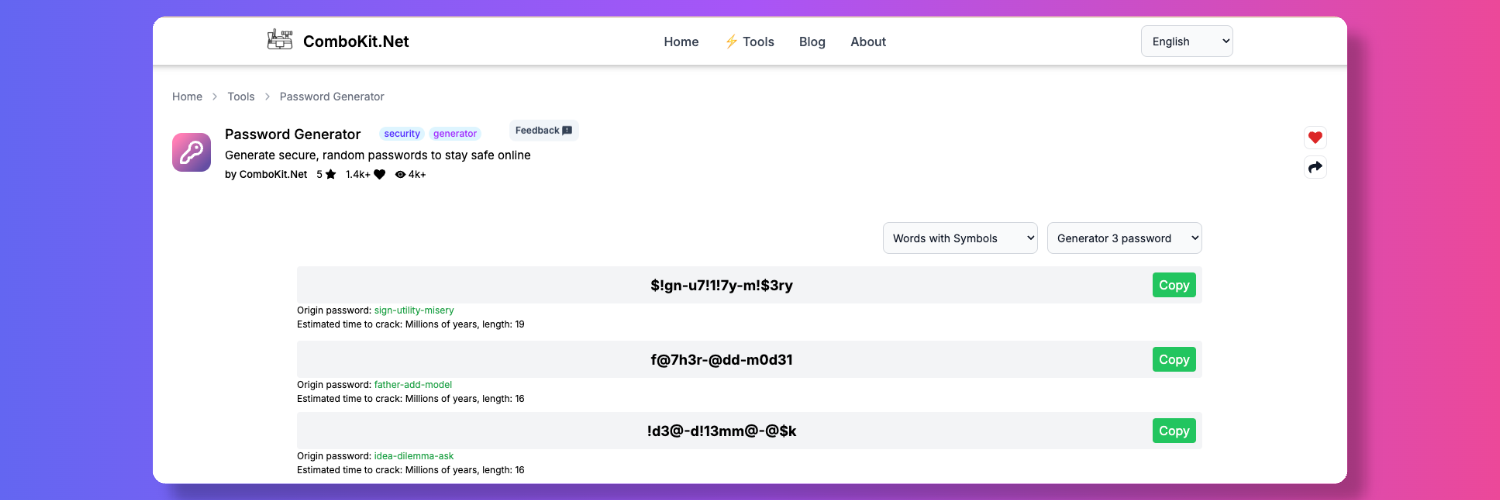 ComboKit.Net
Home ⚡ Tools Blog About
English
Home > Tools > Password Generator
Password Generator security generator Feedback
Generate secure, random passwords to stay safe online
by ComboKit.Net 5 ★ 1.4k+ ♥ 4k+
Words with Symbols Generator 3 password
$!gn-u7!1!7y-m!$3ry Copy
Origin password: sign-utility-misery
Estimated time to crack: Millions of years, length: 19
f@7h3r-@dd-m0d31 Copy
Origin password: father-add-model
Estimated time to crack: Millions of years, length: 16
!d3@-d!13mm@-@$k Copy
Origin password: idea-dilemma-ask
Estimated time to crack: Millions of years, length: 16